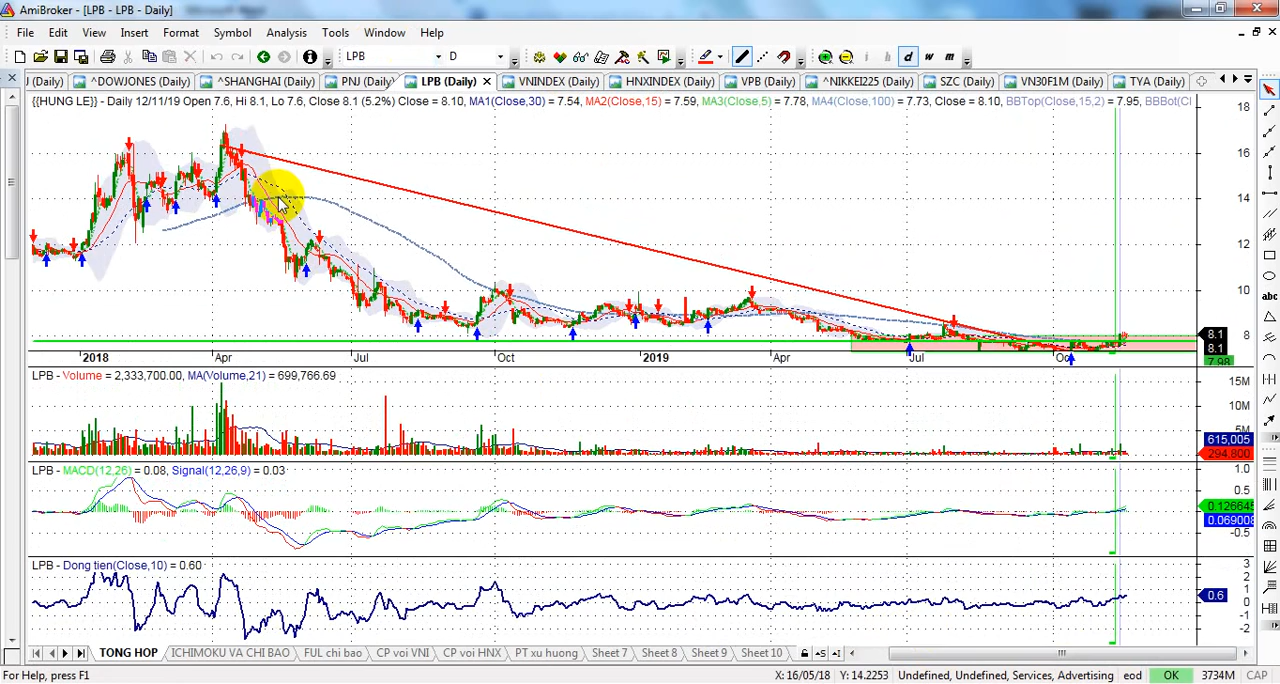 AmiBroker - [LPB - LPB - Daily]
File Edit View Insert Format Symbol Analysis Tools Window Help
LPB D d w m
J (Daily) ^DOWJONES (Daily) ^SHANGHAI (Daily) PNJ (Daily) LPB (Daily) VNINDEX (Daily) HNXINDEX (Daily) VPB (Daily) ^NIKKEI225 (Daily) SZC (Daily) VN30F1M (Daily) TYA (Daily)
{{HUNG LE}} - Daily 12/11/19 Open 7.6, Hi 8.1, Lo 7.6, Close 8.1 (5.2%) Close = 8.10, MA1(Close,30) = 7.54, MA2(Close,15) = 7.59, MA3(Close,5) = 7.78, MA4(Close,100) = 7.73, Close = 8.10, BBTop(Close,15,2) = 7.95, BBBot(Cl
18
16
14
12
10
8
8.1
8.1
7.98
2018 Apr Jul Oct 2019 Apr Jul Oc
LPB - Volume = 2,333,700.00, MA(Volume,21) = 699,766.69
15M
10M
5M
615,005
294,800
LPB - MACD(12,26) = 0.08, Signal(12,26,9) = 0.03
1.0
0.5
0.126645
0.069008
-0.5
LPB - Dong tien(Close,10) = 0.60
3
2
1
0.6
0
-1
-2
TONG HOP ICHIMOKU VA CHI BAO FUL chi bao CP voi VNI CP voi HNX PT xu huong Sheet 7 Sheet 8 Sheet 9 Sheet 10
For Help, press F1 X: 16/05/18 Y: 14.2253 Undefined, Undefined, Services, Advertising eod OK 3734M CAP
abc